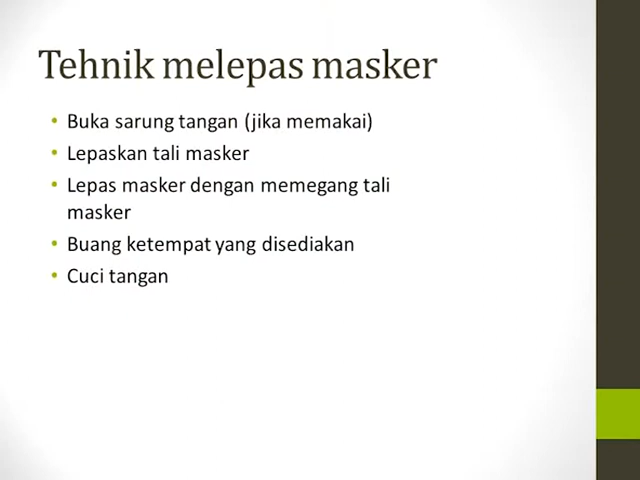 Tehnik melepas masker
• Buka sarung tangan (jika memakai)
• Lepaskan tali masker
• Lepas masker dengan memegang tali
masker
• Buang ketempat yang disediakan
• Cuci tangan